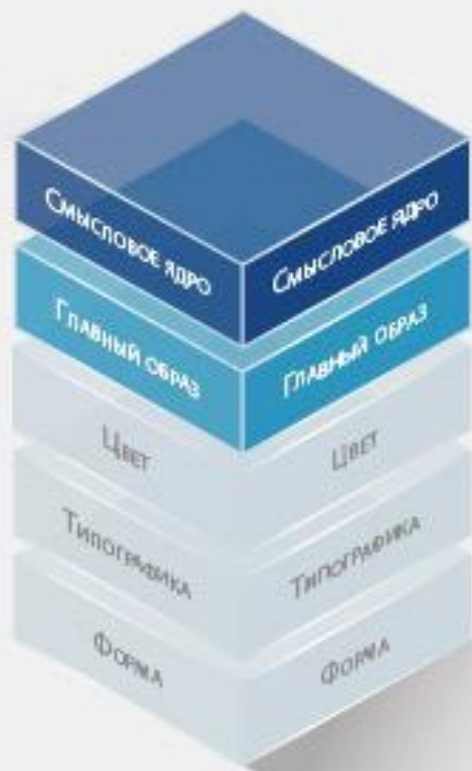 Смысловое ядро
Смысловое ядро
Главный образ
Главный образ
Цвет
Цвет
Типографика
Типографика
Форма
Форма